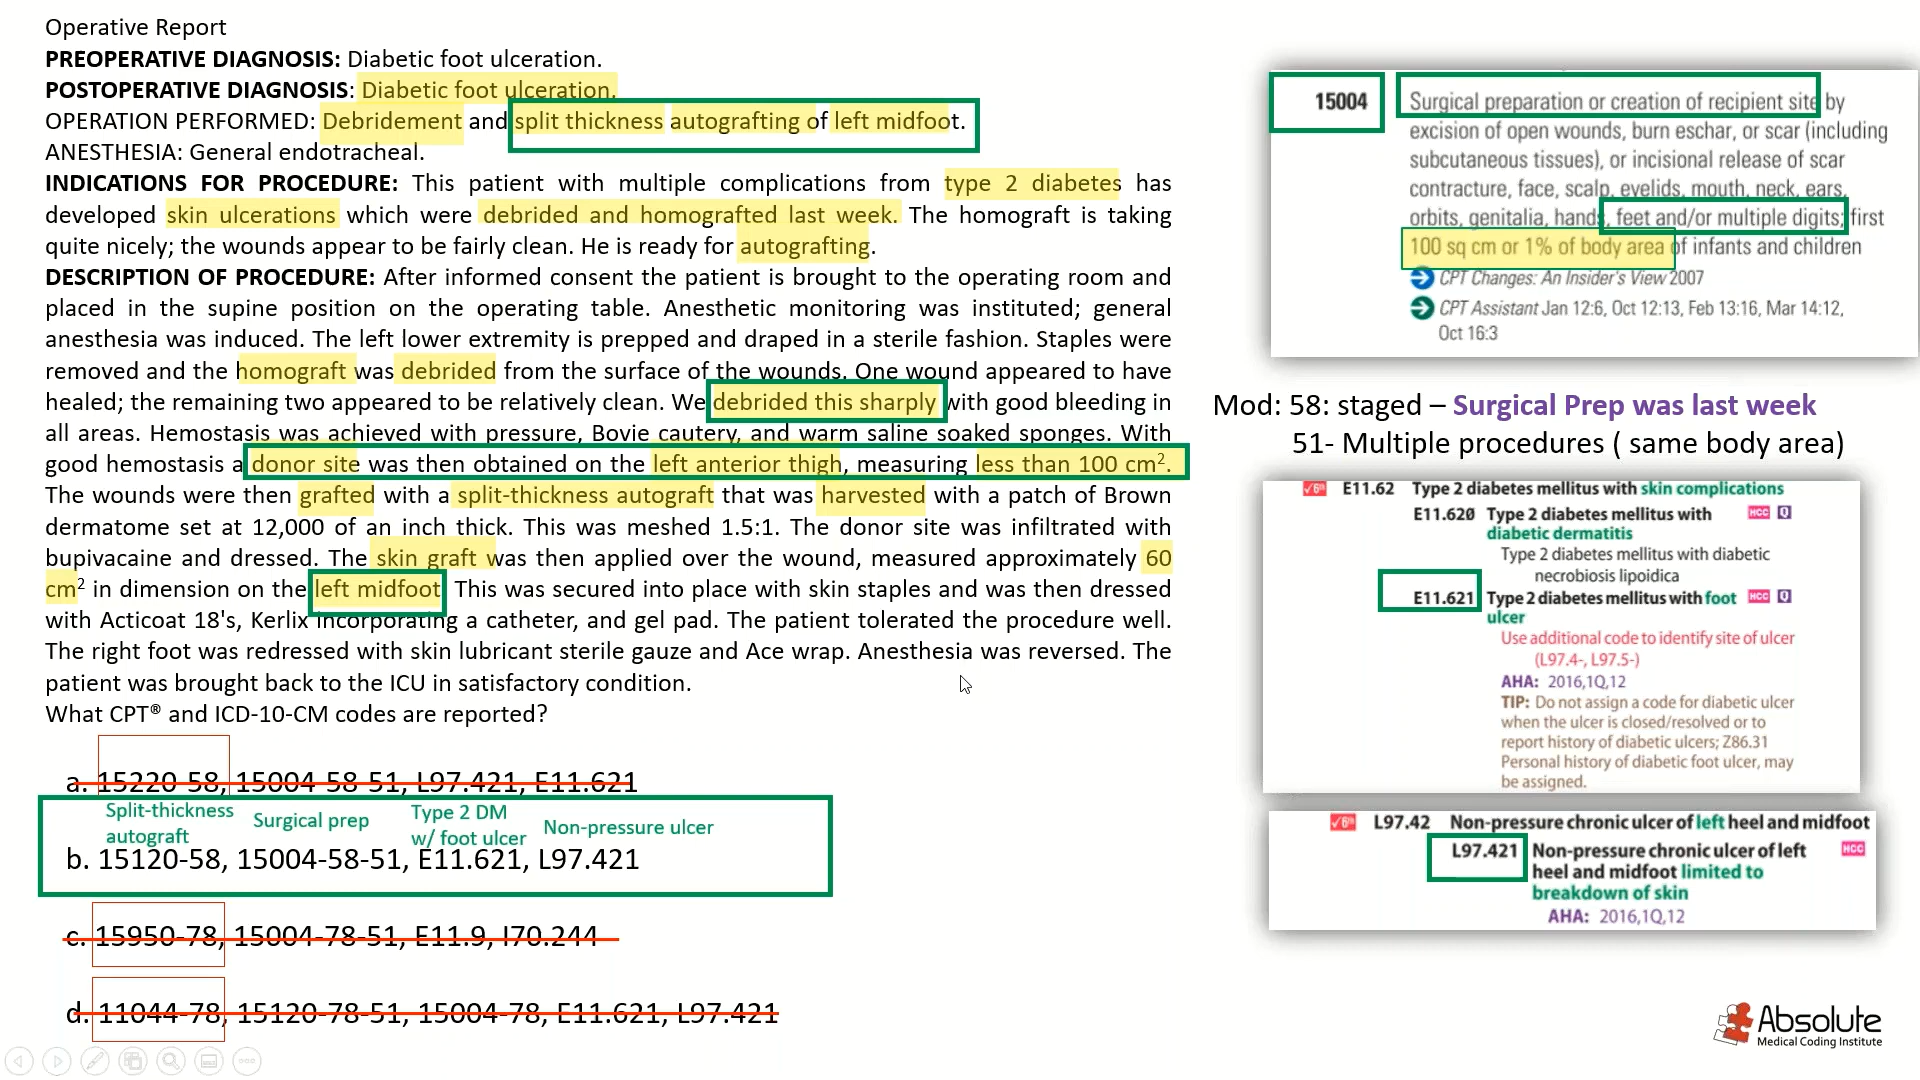 Operative Report
PREOPERATIVE DIAGNOSIS: Diabetic foot ulceration.
POSTOPERATIVE DIAGNOSIS: Diabetic foot ulceration.
OPERATION PERFORMED: Debridement and split thickness autografting of left midfoot.
ANESTHESIA: General endotracheal.
INDICATIONS FOR PROCEDURE: This patient with multiple complications from type 2 diabetes has
developed skin ulcerations which were debrided and homografted last week. The homograft is taking
quite nicely; the wounds appear to be fairly clean. He is ready for autografting.
DESCRIPTION OF PROCEDURE: After informed consent the patient is brought to the operating room and
placed in the supine position on the operating table. Anesthetic monitoring was instituted; general
anesthesia was induced. The left lower extremity is prepped and draped in a sterile fashion. Staples were
removed and the homograft was debrided from the surface of the wounds. One wound appeared to have
healed; the remaining two appeared to be relatively clean. We debrided this sharply with good bleeding in
all areas. Hemostasis was achieved with pressure, Bovie cautery, and warm saline soaked sponges. With
good hemostasis a donor site was then obtained on the left anterior thigh, measuring less than 100 cm².
The wounds were then grafted with a split-thickness autograft that was harvested with a patch of Brown
dermatome set at 12,000 of an inch thick. This was meshed 1.5:1. The donor site was infiltrated with
bupivacaine and dressed. The skin graft was then applied over the wound, measured approximately 60
cm² in dimension on the left midfoot. This was secured into place with skin staples and was then dressed
with Acticoat 18's, Kerlix incorporating a catheter, and gel pad. The patient tolerated the procedure well.
The right foot was redressed with skin lubricant sterile gauze and Ace wrap. Anesthesia was reversed. The
patient was brought back to the ICU in satisfactory condition.
What CPT® and ICD-10-CM codes are reported?
a. 15220-58, 15004-58-51, L97.421, E11.621
Split-thickness
autograft
Surgical prep
Type 2 DM
w/ foot ulcer
Non-pressure ulcer
b. 15120-58, 15004-58-51, E11.621, L97.421
c. 15950-78, 15004-78-51, E11.9, I70.244
d. 11044-78, 15120-78-51, 15004-78, E11.621, L97.421
15004 Surgical preparation or creation of recipient site by
excision of open wounds, burn eschar, or scar (including
subcutaneous tissues), or incisional release of scar
contracture, face, scalp, eyelids, mouth, neck, ears,
orbits, genitalia, hands, feet and/or multiple digits; first
100 sq cm or 1% of body area of infants and children
CPT Changes: An Insider's View 2007
CPT Assistant Jan 12:6, Oct 12:13, Feb 13:16, Mar 14:12,
Oct 16:3
Mod: 58: staged – Surgical Prep was last week
51- Multiple procedures ( same body area)
√6th E11.62 Type 2 diabetes mellitus with skin complications
E11.620 Type 2 diabetes mellitus with HCC Q
diabetic dermatitis
Type 2 diabetes mellitus with diabetic
necrobiosis lipoidica
E11.621 Type 2 diabetes mellitus with foot HCC Q
ulcer
Use additional code to identify site of ulcer
(L97.4-, L97.5-)
AHA: 2016,1Q,12
TIP: Do not assign a code for diabetic ulcer
when the ulcer is closed/resolved or to
report history of diabetic ulcers; Z86.31
Personal history of diabetic foot ulcer, may
be assigned.
√6th L97.42 Non-pressure chronic ulcer of left heel and midfoot
L97.421 Non-pressure chronic ulcer of left HCC
heel and midfoot limited to
breakdown of skin
AHA: 2016,1Q,12
Absolute
Medical Coding Institute